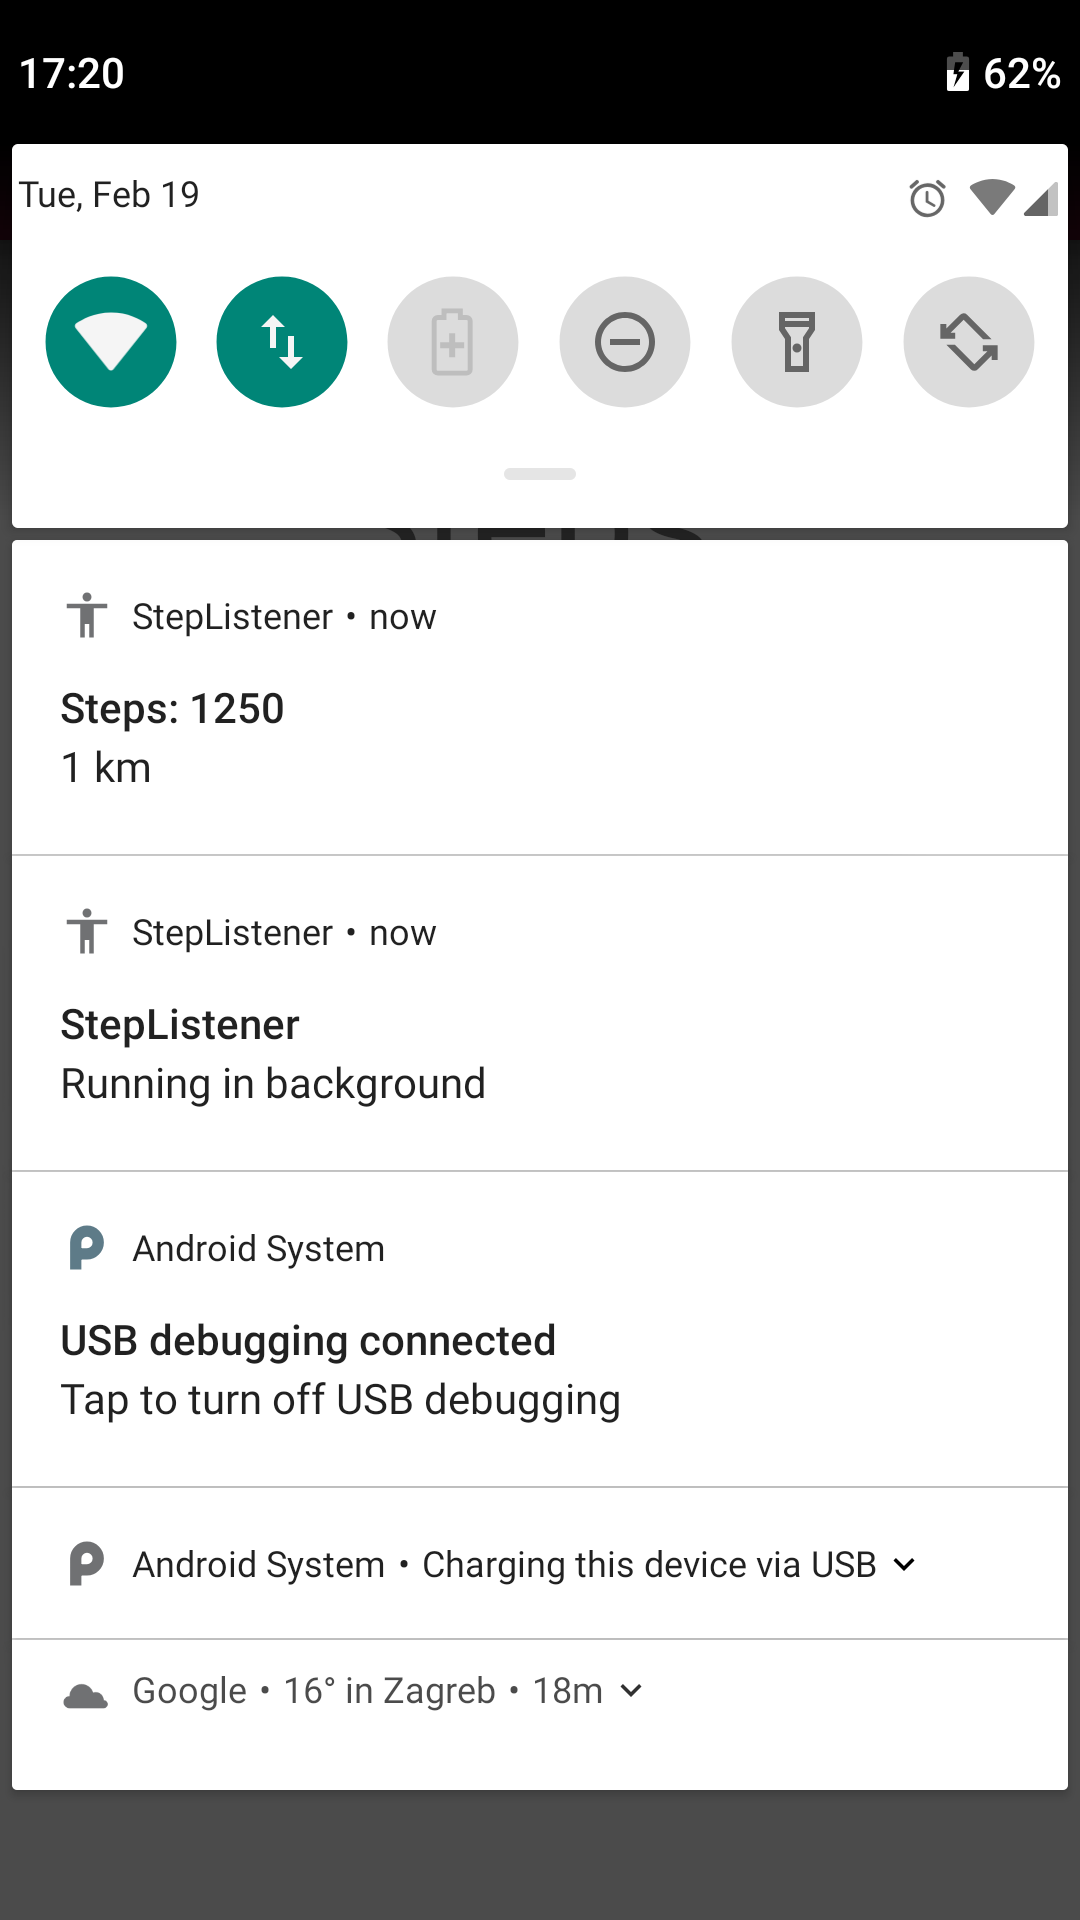 17:20 62%
Tue, Feb 19
StepListener • now
Steps: 1250
1 km
StepListener • now
StepListener
Running in background
Android System
USB debugging connected
Tap to turn off USB debugging
Android System • Charging this device via USB
Google • 16° in Zagreb • 18m